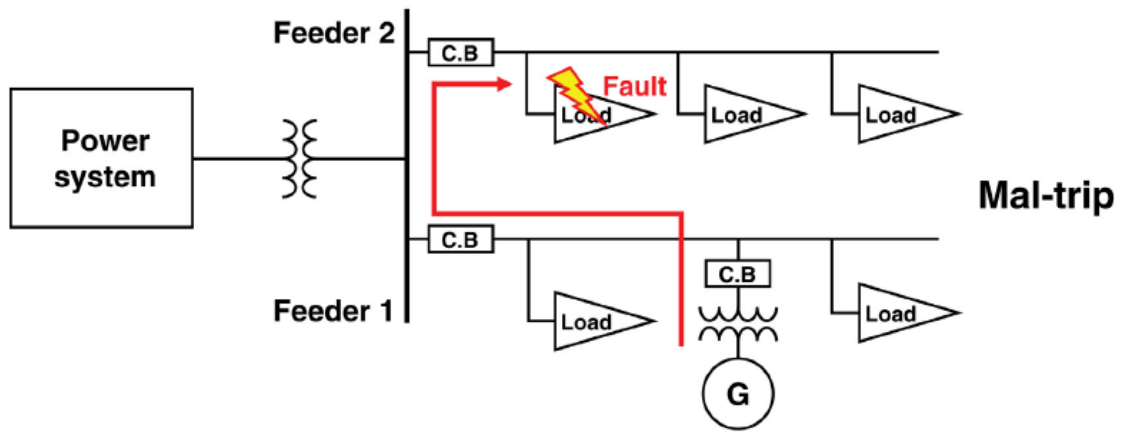 Feeder 2
C.B
Fault
Load
Load
Load
Power
system
Mal-trip
C.B
C.B
Feeder 1
Load
Load
G